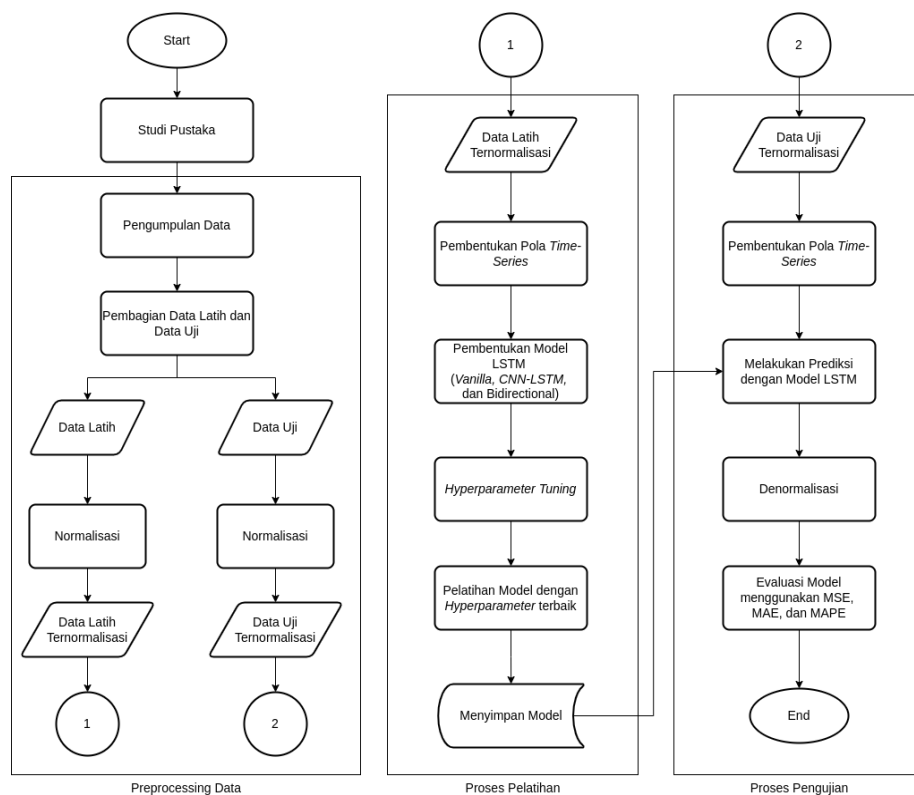 Start
Studi Pustaka
Pengumpulan Data
Pembagian Data Latih dan
Data Uji
Data Latih
Data Uji
Normalisasi
Normalisasi
Data Latih
Ternormalisasi
Data Uji
Ternormalisasi
1
2
Preprocessing Data
1
Data Latih
Ternormalisasi
Pembentukan Pola Time-
Series
Pembentukan Model
LSTM
(Vanilla, CNN-LSTM,
dan Bidirectional)
Hyperparameter Tuning
Pelatihan Model dengan
Hyperparameter terbaik
Menyimpan Model
Proses Pelatihan
2
Data Uji
Ternormalisasi
Pembentukan Pola Time-
Series
Melakukan Prediksi
dengan Model LSTM
Denormalisasi
Evaluasi Model
menggunakan MSE,
MAE, dan MAPE
End
Proses Pengujian